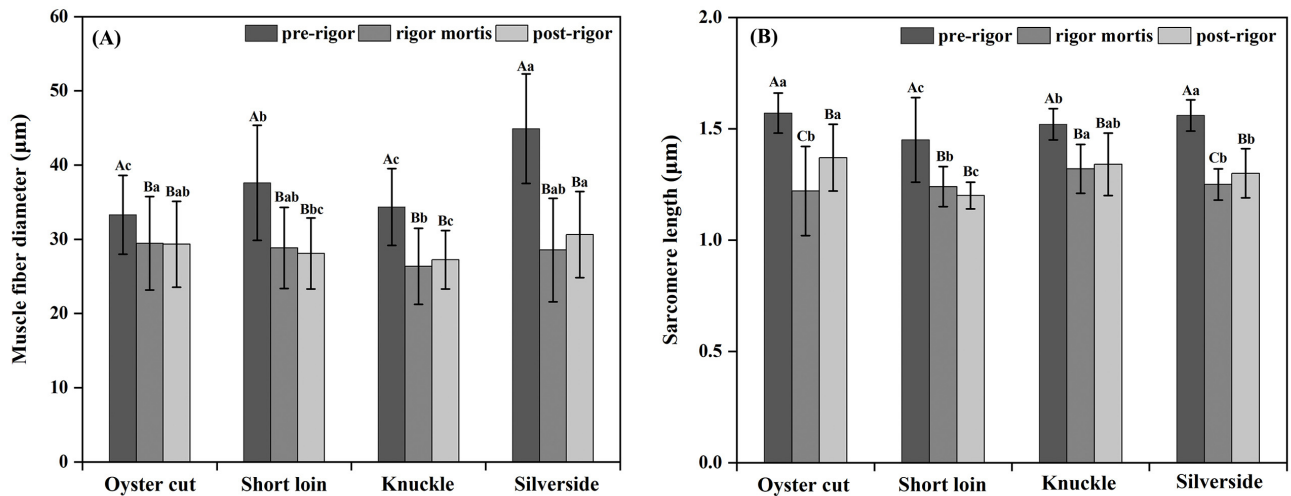 (A)
pre-rigor rigor mortis post-rigor
Muscle fiber diameter (µm)
60
50
40
30
20
10
0
Ac Ba Bab
Ab Bab Bbc
Ac Bb Bc
Aa Bab Ba
Oyster cut Short loin Knuckle Silverside
(B)
pre-rigor rigor mortis post-rigor
Sarcomere length (µm)
2.0
1.5
1.0
0.5
0.0
Aa Cb Ba
Ac Bb Bc
Ab Ba Bab
Aa Cb Bb
Oyster cut Short loin Knuckle Silverside